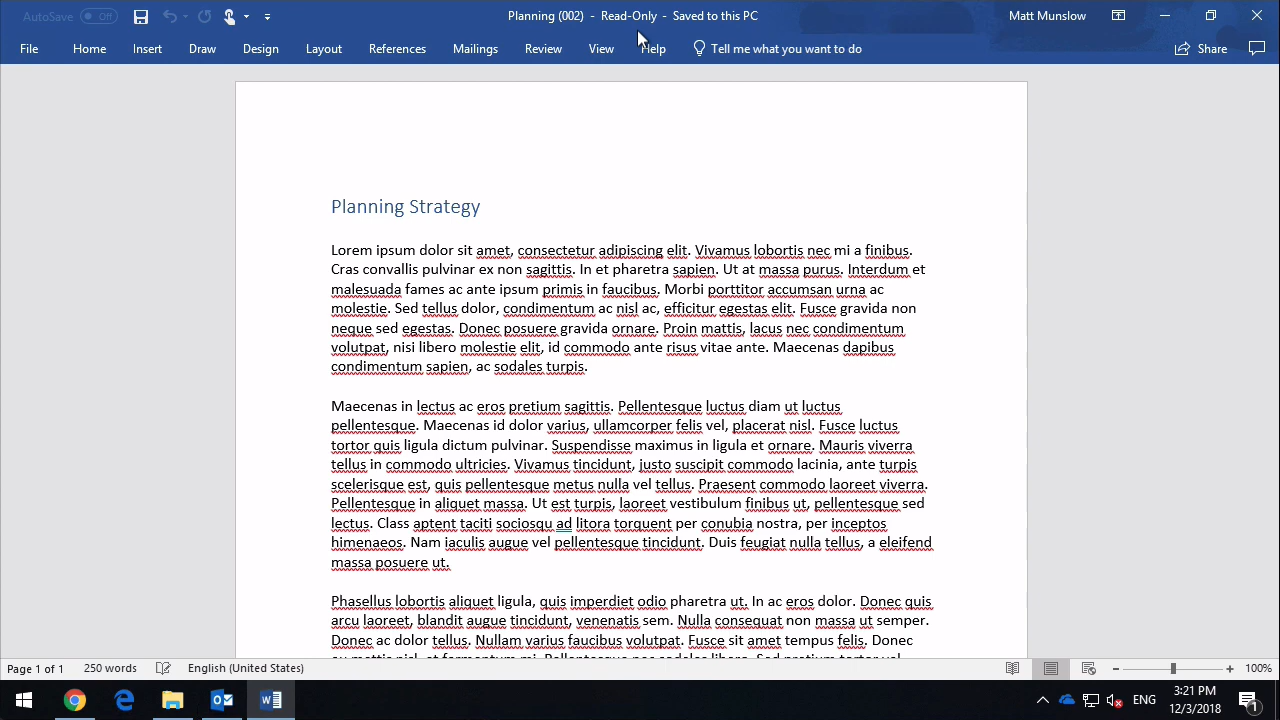 AutoSave Off
Planning (002) - Read-Only - Saved to this PC
Matt Munslow
File Home Insert Draw Design Layout References Mailings Review View Help Tell me what you want to do Share
Planning Strategy
Lorem ipsum dolor sit amet, consectetur adipiscing elit. Vivamus lobortis nec mi a finibus.
Cras convallis pulvinar ex non sagittis. In et pharetra sapien. Ut at massa purus. Interdum et
malesuada fames ac ante ipsum primis in faucibus. Morbi porttitor accumsan urna ac
molestie. Sed tellus dolor, condimentum ac nisl ac, efficitur egestas elit. Fusce gravida non
neque sed egestas. Donec posuere gravida ornare. Proin mattis, lacus nec condimentum
volutpat, nisi libero molestie elit, id commodo ante risus vitae ante. Maecenas dapibus
condimentum sapien, ac sodales turpis.
Maecenas in lectus ac eros pretium sagittis. Pellentesque luctus diam ut luctus
pellentesque. Maecenas id dolor varius, ullamcorper felis vel, placerat nisl. Fusce luctus
tortor quis ligula dictum pulvinar. Suspendisse maximus in ligula et ornare. Mauris viverra
tellus in commodo ultricies. Vivamus tincidunt, justo suscipit commodo lacinia, ante turpis
scelerisque est, quis pellentesque metus nulla vel tellus. Praesent commodo laoreet viverra.
Pellentesque in aliquet massa. Ut est turpis, laoreet vestibulum finibus ut, pellentesque sed
lectus. Class aptent taciti sociosqu ad litora torquent per conubia nostra, per inceptos
himenaeos. Nam iaculis augue vel pellentesque tincidunt. Duis feugiat nulla tellus, a eleifend
massa posuere ut.
Phasellus lobortis aliquet ligula, quis imperdiet odio pharetra ut. In ac eros dolor. Donec quis
arcu laoreet, blandit augue tincidunt, venenatis sem. Nulla consequat non massa ut semper.
Donec ac dolor tellus. Nullam varius faucibus volutpat. Fusce sit amet tempus felis. Donec
Page 1 of 1 250 words English (United States) 100%
ENG
3:21 PM
12/3/2018
1